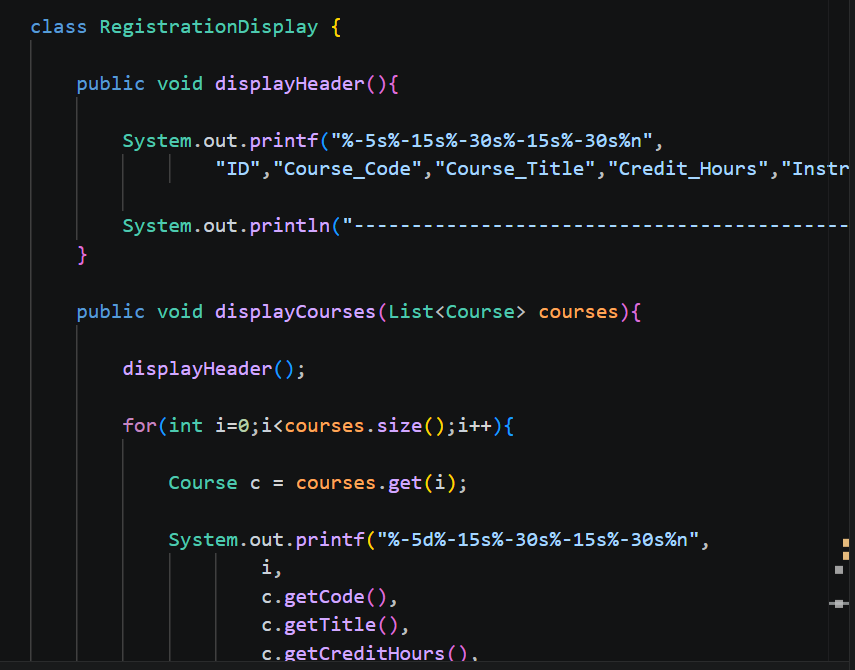 class RegistrationDisplay {
public void displayHeader(){
System.out.printf("%-5s%-15s%-30s%-15s%-30s%n",
"ID","Course_Code","Course_Title","Credit_Hours","Instr
System.out.println("-------------------------------------------
}
public void displayCourses(List<Course> courses){
displayHeader();
for(int i=0;i<courses.size();i++){
Course c = courses.get(i);
System.out.printf("%-5d%-15s%-30s%-15s%-30s%n",
i,
c.getCode(),
c.getTitle(),
c.getCreditHours(),